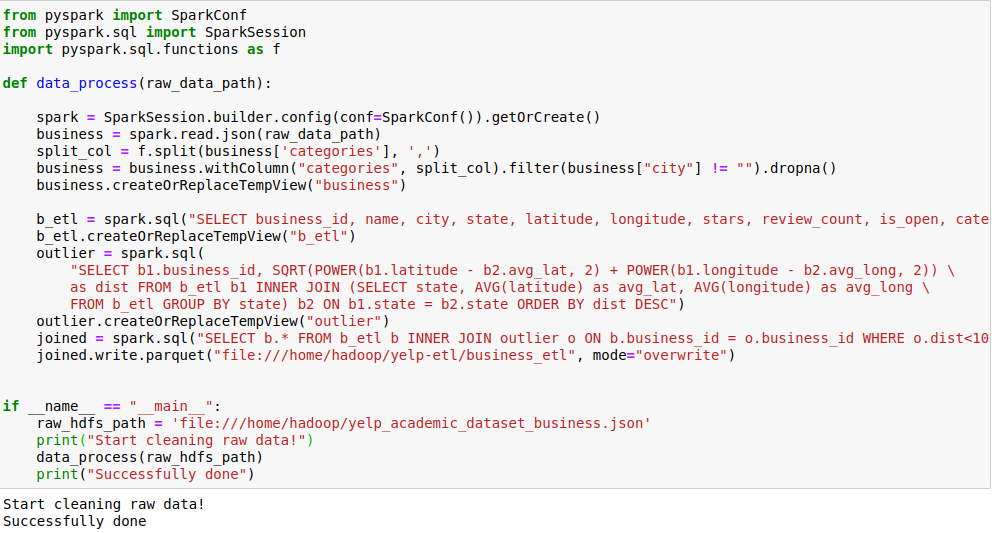 from pyspark import SparkConf
from pyspark.sql import SparkSession
import pyspark.sql.functions as f
def data_process(raw_data_path):
spark = SparkSession.builder.config(conf=SparkConf()).getOrCreate()
business = spark.read.json(raw_data_path)
split_col = f.split(business['categories'], ',')
business = business.withColumn("categories", split_col).filter(business["city"] != "").dropna()
business.createOrReplaceTempView("business")
b_etl = spark.sql("SELECT business_id, name, city, state, latitude, longitude, stars, review_count, is_open, cate
b_etl.createOrReplaceTempView("b_etl")
outlier = spark.sql(
"SELECT b1.business_id, SQRT(POWER(b1.latitude - b2.avg_lat, 2) + POWER(b1.longitude - b2.avg_long, 2)) \
as dist FROM b_etl b1 INNER JOIN (SELECT state, AVG(latitude) as avg_lat, AVG(longitude) as avg_long \
FROM b_etl GROUP BY state) b2 ON b1.state = b2.state ORDER BY dist DESC")
outlier.createOrReplaceTempView("outlier")
joined = spark.sql("SELECT b.* FROM b_etl b INNER JOIN outlier o ON b.business_id = o.business_id WHERE o.dist<10
joined.write.parquet("file:///home/hadoop/yelp-etl/business_etl", mode="overwrite")
if __name__ == "__main__":
raw_hdfs_path = 'file:///home/hadoop/yelp_academic_dataset_business.json'
print("Start cleaning raw data!")
data_process(raw_hdfs_path)
print("Successfully done")
Start cleaning raw data!
Successfully done